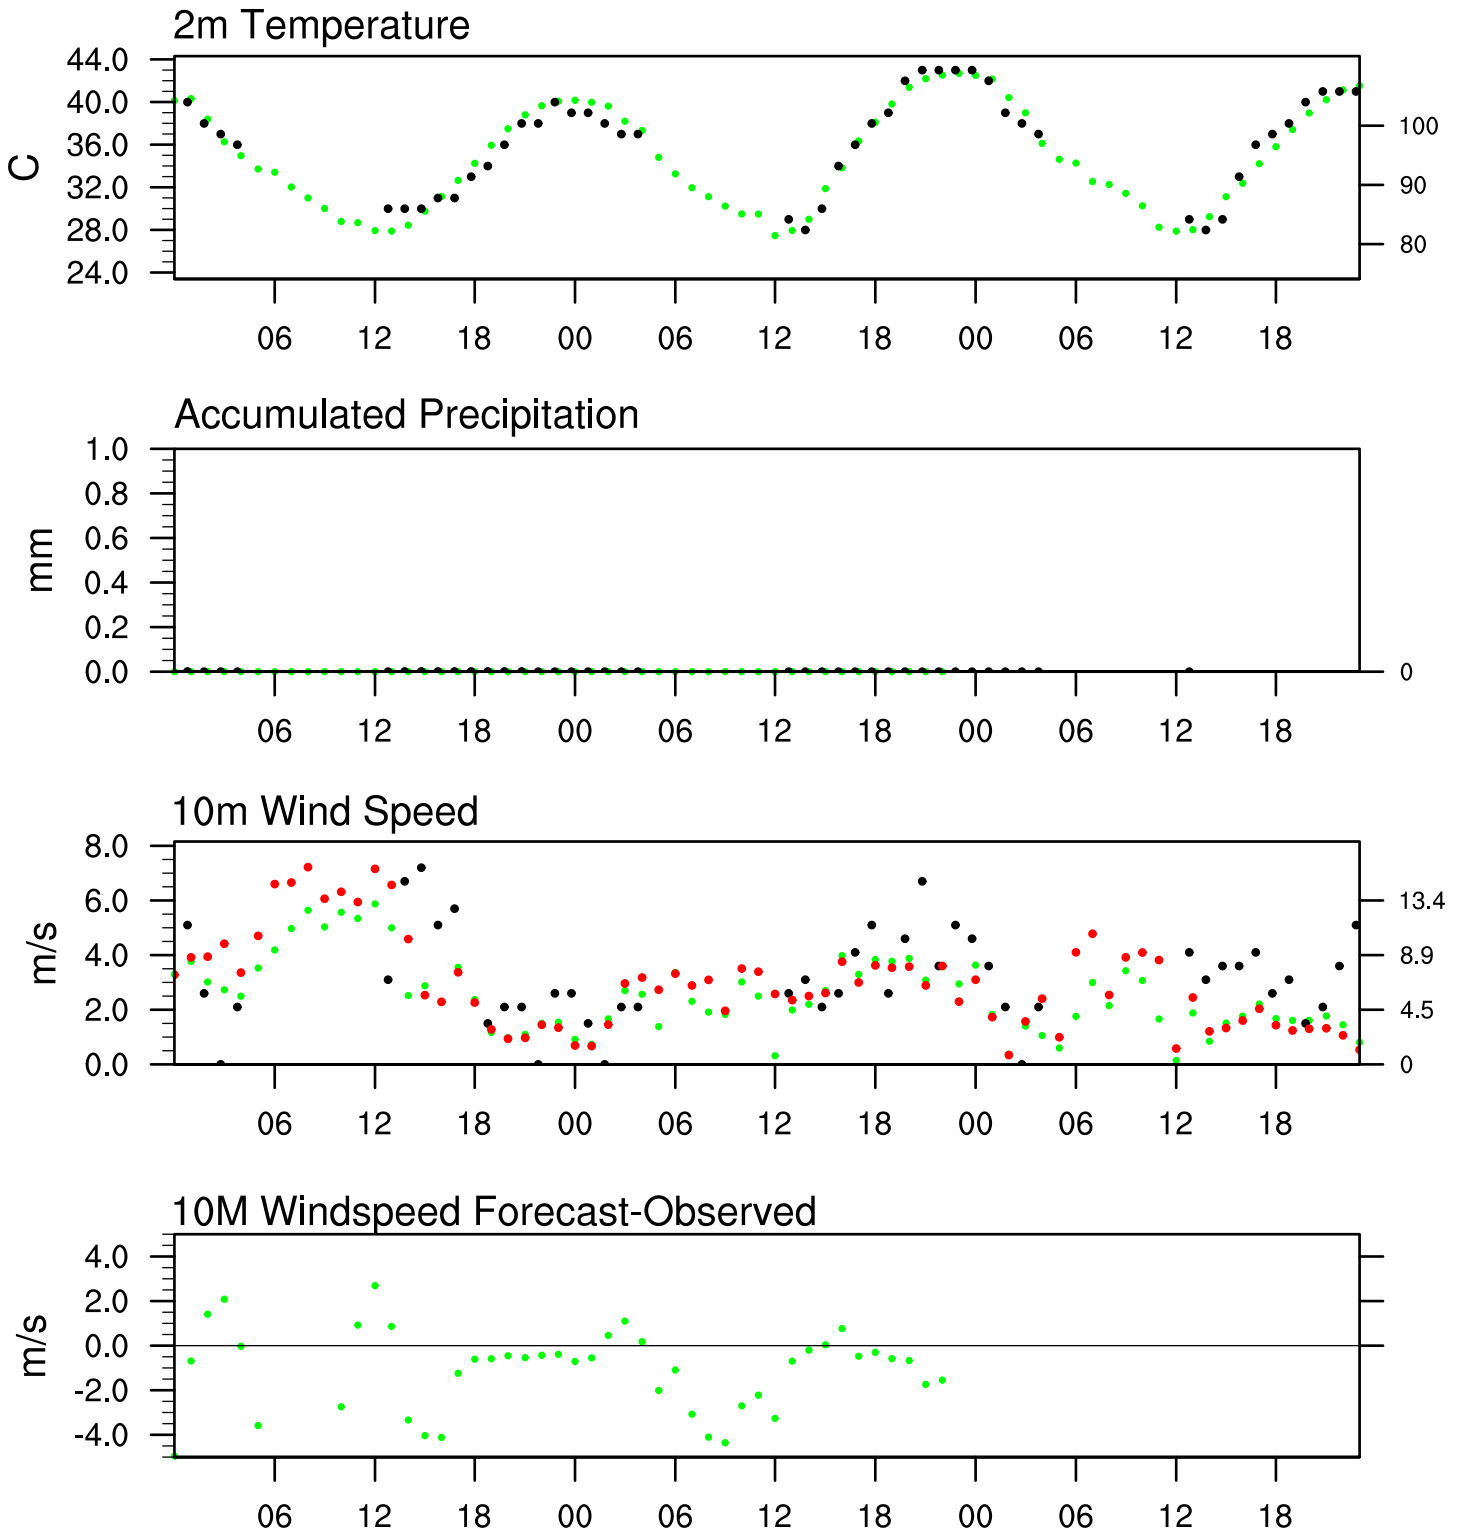 2m Temperature
44.0
40.0
36.0
32.0
28.0
24.0
C
100
90
80
06 12 18 00 06 12 18 00 06 12 18
Accumulated Precipitation
1.0
0.8
0.6
0.4
0.2
0.0
mm
0
06 12 18 00 06 12 18 00 06 12 18
10m Wind Speed
8.0
6.0
4.0
2.0
0.0
m/s
13.4
8.9
4.5
0
06 12 18 00 06 12 18 00 06 12 18
10M Windspeed Forecast-Observed
4.0
2.0
0.0
-2.0
-4.0
m/s
06 12 18 00 06 12 18 00 06 12 18